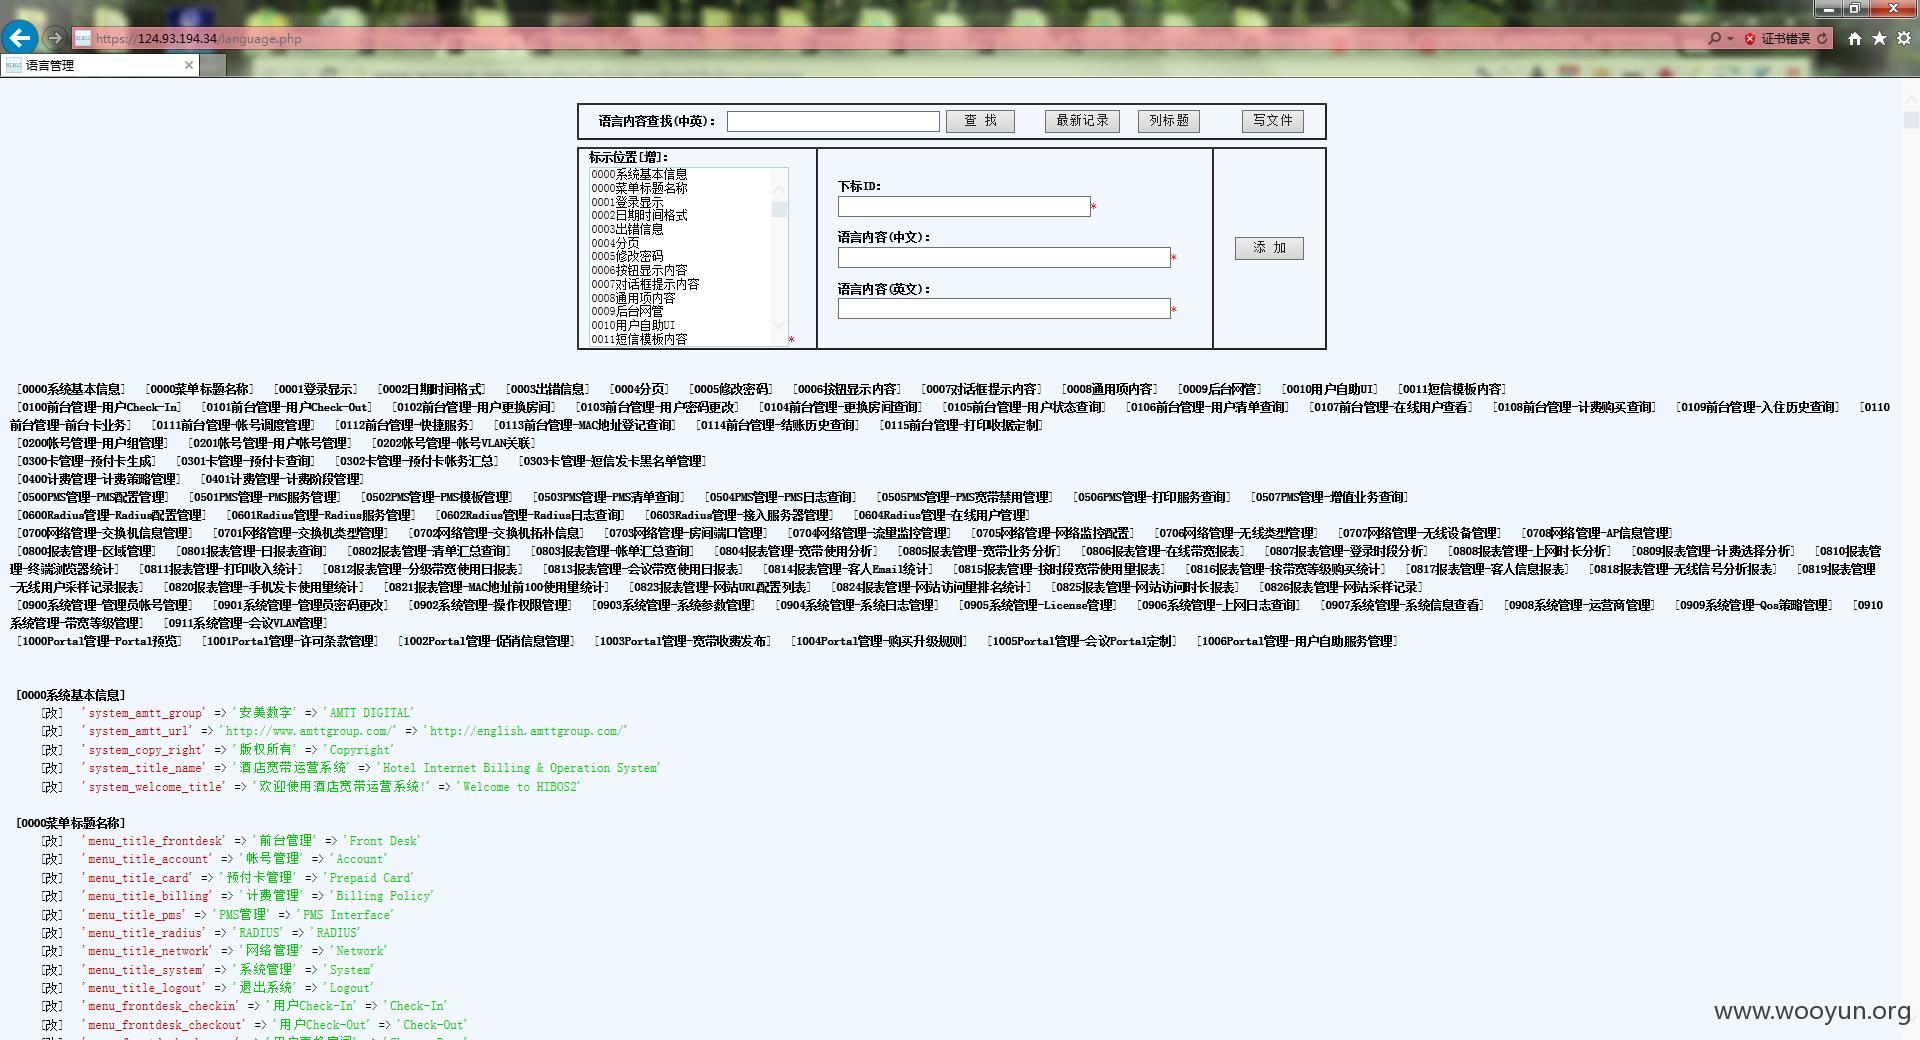 https://124.93.194.34/language.php
证书错误
语言管理
语言内容查找(中英)： 查 找 最新记录 列标题 写文件
标示位置[增]：
0000系统基本信息
0000菜单标题名称
0001登录显示
0002日期时间格式
0003出错信息
0004分页
0005修改密码
0006按钮显示内容
0007对话框提示内容
0008通用项内容
0009后台网管
0010用户自助UI
0011短信模板内容
*
下标ID：
*
语言内容(中文)：
*
语言内容(英文)：
*
添 加
[0000系统基本信息] [0000菜单标题名称] [0001登录显示] [0002日期时间格式] [0003出错信息] [0004分页] [0005修改密码] [0006按钮显示内容] [0007对话框提示内容] [0008通用项内容] [0009后台网管] [0010用户自助UI] [0011短信模板内容]
[0100前台管理-用户Check-In] [0101前台管理-用户Check-Out] [0102前台管理-用户更换房间] [0103前台管理-用户密码更改] [0104前台管理-更换房间查询] [0105前台管理-用户状态查询] [0106前台管理-用户清单查询] [0107前台管理-在线用户查看] [0108前台管理-计费购买查询] [0109前台管理-入住历史查询] [0110
前台管理-前台卡业务] [0111前台管理-帐号调度管理] [0112前台管理-快捷服务] [0113前台管理-MAC地址登记查询] [0114前台管理-结账历史查询] [0115前台管理-打印收据定制]
[0200帐号管理-用户组管理] [0201帐号管理-用户帐号管理] [0202帐号管理-帐号VLAN关联]
[0300卡管理-预付卡生成] [0301卡管理-预付卡查询] [0302卡管理-预付卡帐务汇总] [0303卡管理-短信发卡黑名单管理]
[0400计费管理-计费策略管理] [0401计费管理-计费阶段管理]
[0500PMS管理-PMS配置管理] [0501PMS管理-PMS服务管理] [0502PMS管理-PMS模板管理] [0503PMS管理-PMS清单查询] [0504PMS管理-PMS日志查询] [0505PMS管理-PMS宽带禁用管理] [0506PMS管理-打印服务查询] [0507PMS管理-增值业务查询]
[0600Radius管理-Radius配置管理] [0601Radius管理-Radius服务管理] [0602Radius管理-Radius日志查询] [0603Radius管理-接入服务器管理] [0604Radius管理-在线用户管理]
[0700网络管理-交换机信息管理] [0701网络管理-交换机类型管理] [0702网络管理-交换机拓扑信息] [0703网络管理-房间端口管理] [0704网络管理-流量监控管理] [0705网络管理-网络监控配置] [0706网络管理-无线类型管理] [0707网络管理-无线设备管理] [0708网络管理-AP信息管理]
[0800报表管理-区域管理] [0801报表管理-日报表查询] [0802报表管理-清单汇总查询] [0803报表管理-帐单汇总查询] [0804报表管理-宽带使用分析] [0805报表管理-宽带业务分析] [0806报表管理-在线带宽报表] [0807报表管理-登录时段分析] [0808报表管理-上网时长分析] [0809报表管理-计费选择分析] [0810报表管
理-终端浏览器统计] [0811报表管理-打印收入统计] [0812报表管理-分级带宽使用日报表] [0813报表管理-会议带宽使用日报表] [0814报表管理-客人Email统计] [0815报表管理-按时段宽带使用量报表] [0816报表管理-按带宽等级购买统计] [0817报表管理-客人信息报表] [0818报表管理-无线信号分析报表] [0819报表管理
-无线用户采样记录报表] [0820报表管理-手机发卡使用量统计] [0821报表管理-MAC地址前100使用量统计] [0823报表管理-网站URL配置列表] [0824报表管理-网站访问量排名统计] [0825报表管理-网站访问时长报表] [0826报表管理-网站采样记录]
[0900系统管理-管理员帐号管理] [0901系统管理-管理员密码更改] [0902系统管理-操作权限管理] [0903系统管理-系统参数管理] [0904系统管理-系统日志管理] [0905系统管理-License管理] [0906系统管理-上网日志查询] [0907系统管理-系统信息查看] [0908系统管理-运营商管理] [0909系统管理-Qos策略管理] [0910
系统管理-带宽等级管理] [0911系统管理-会议VLAN管理]
[1000Portal管理-Portal预览] [1001Portal管理-许可条款管理] [1002Portal管理-促销信息管理] [1003Portal管理-宽带收费发布] [1004Portal管理-购买升级规则] [1005Portal管理-会议Portal定制] [1006Portal管理-用户自助服务管理]
[0000系统基本信息]
[改] 'system_amtt_group' => '安美数字' => 'AMTT DIGITAL'
[改] 'system_amtt_url' => 'http://www.amttgroup.com/' => 'http://english.amttgroup.com/'
[改] 'system_copy_right' => '版权所有' => 'Copyright'
[改] 'system_title_name' => '酒店宽带运营系统' => 'Hotel Internet Billing & Operation System'
[改] 'system_welcome_title' => '欢迎使用酒店宽带运营系统!' => 'Welcome to HIBOS2'
[0000菜单标题名称]
[改] 'menu_title_frontdesk' => '前台管理' => 'Front Desk'
[改] 'menu_title_account' => '帐号管理' => 'Account'
[改] 'menu_title_card' => '预付卡管理' => 'Prepaid Card'
[改] 'menu_title_billing' => '计费管理' => 'Billing Policy'
[改] 'menu_title_pms' => 'PMS管理' => 'PMS Interface'
[改] 'menu_title_radius' => 'RADIUS' => 'RADIUS'
[改] 'menu_title_network' => '网络管理' => 'Network'
[改] 'menu_title_system' => '系统管理' => 'System'
[改] 'menu_title_logout' => '退出系统' => 'Logout'
[改] 'menu_frontdesk_checkin' => '用户Check-In' => 'Check-In'
[改] 'menu_frontdesk_checkout' => '用户Check-Out' => 'Check-Out'
www.wooyun.org